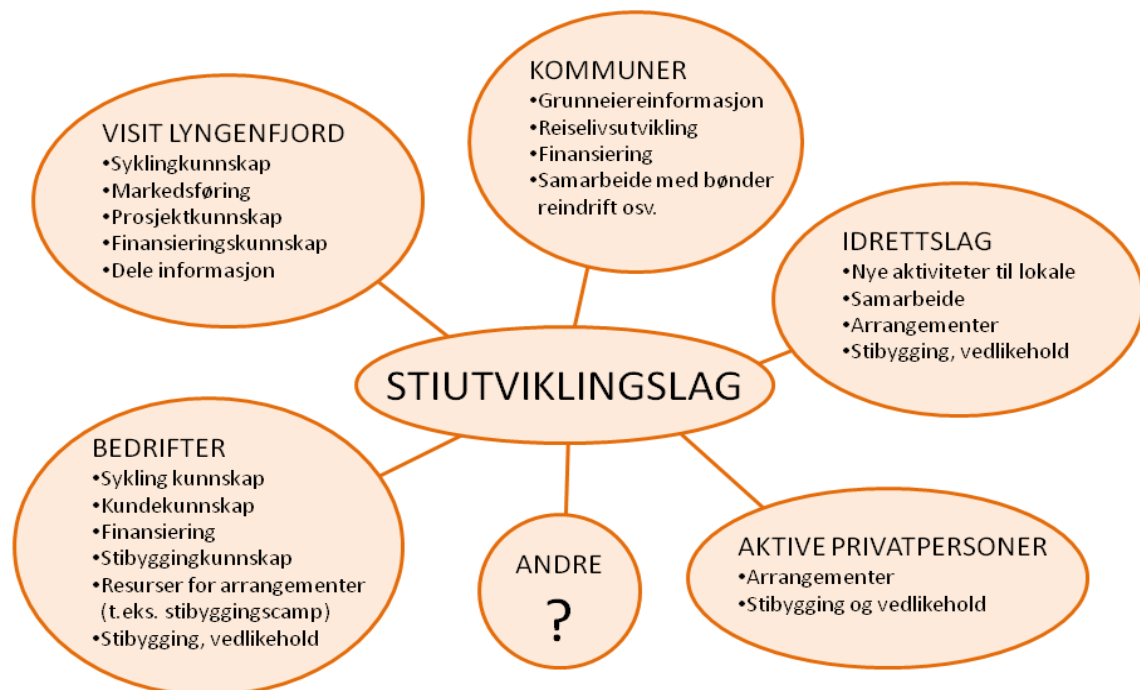 KOMMUNER
•Grunneiereinformasjon
•Reiselivsutvikling
•Finansiering
•Samarbeide med bønder
reindrift osv.
VISIT LYNGENFJORD
•Syklingkunnskap
•Markedsføring
•Prosjektkunnskap
•Finansieringskunnskap
•Dele informasjon
IDRETTSLAG
•Nye aktiviteter til lokale
•Samarbeide
•Arrangementer
•Stibygging, vedlikehold
STIUTVIKLINGSLAG
BEDRIFTER
•Sykling kunnskap
•Kundekunnskap
•Finansiering
•Stibyggingkunnskap
•Resurser for arrangementer
(t.eks. stibyggingscamp)
•Stibygging, vedlikehold
ANDRE
?
AKTIVE PRIVATPERSONER
•Arrangementer
•Stibygging og vedlikehold